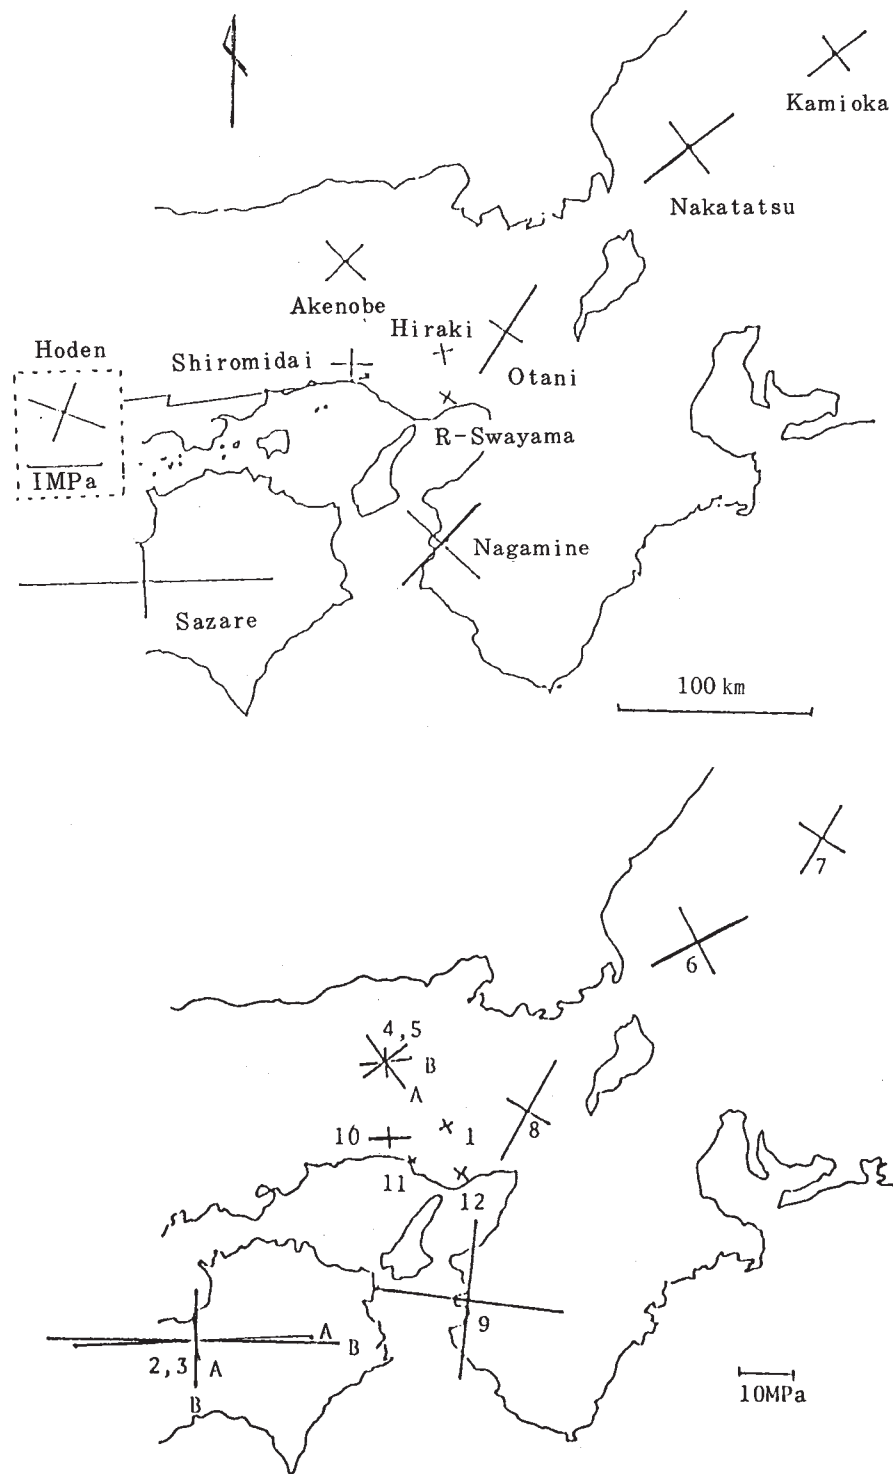 Kamioka
Nakatatsu
Akenobe
Hiraki
Hoden
Shiromidai
Otani
R-Swayama
IMPa
Nagamine
Sazare
100 km
7
6
4,5
B
A
10
1
8
11
12
9
A
B
2,3
A
B
10MPa